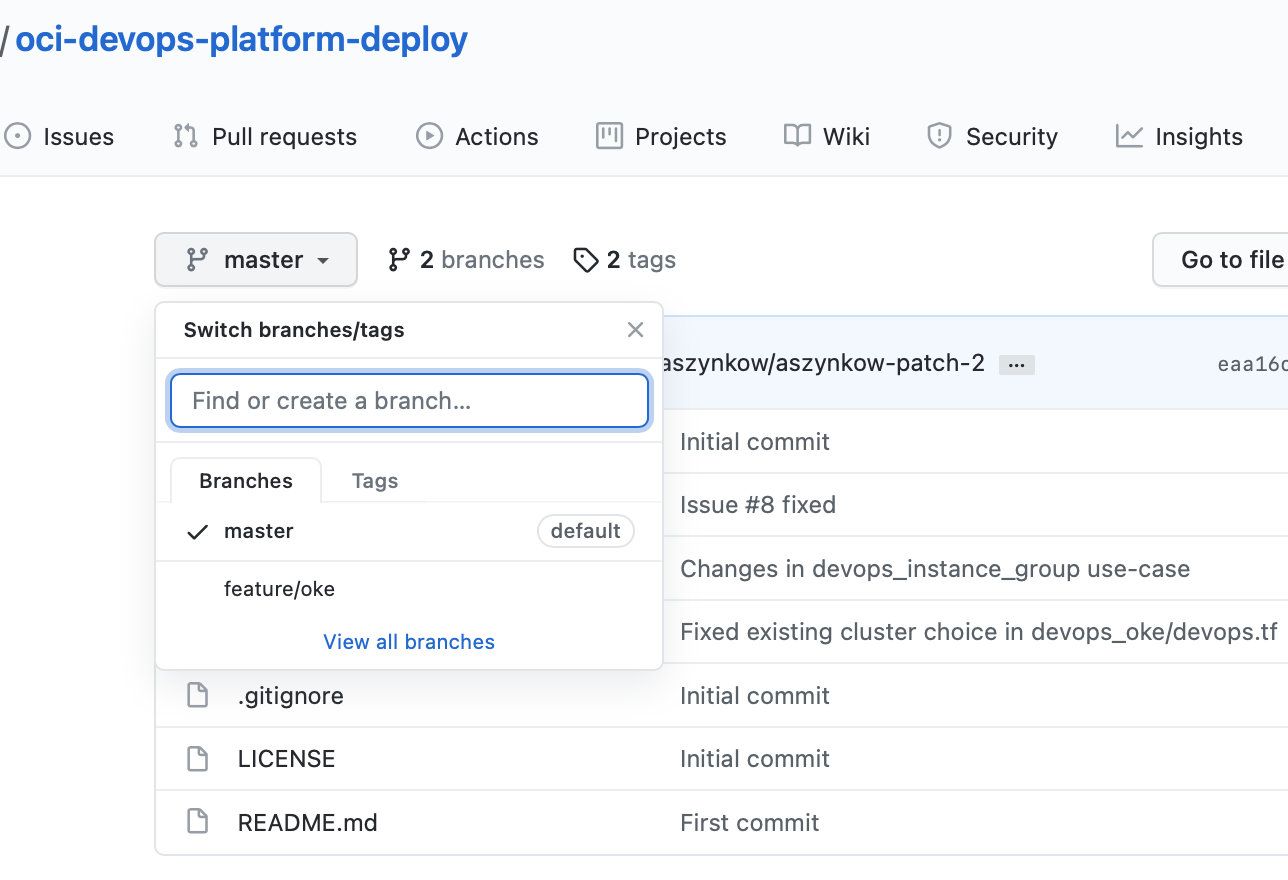 / oci-devops-platform-deploy
Issues Pull requests Actions Projects Wiki Security Insights
master 2 branches 2 tags Go to file
Switch branches/tags
aszynkow/aszynkow-patch-2 ...
Find or create a branch...
Initial commit
Branches Tags
Issue #8 fixed
master default
Changes in devops_instance_group use-case
feature/oke
Fixed existing cluster choice in devops_oke/devops.tf
View all branches
.gitignore Initial commit
LICENSE Initial commit
README.md First commit